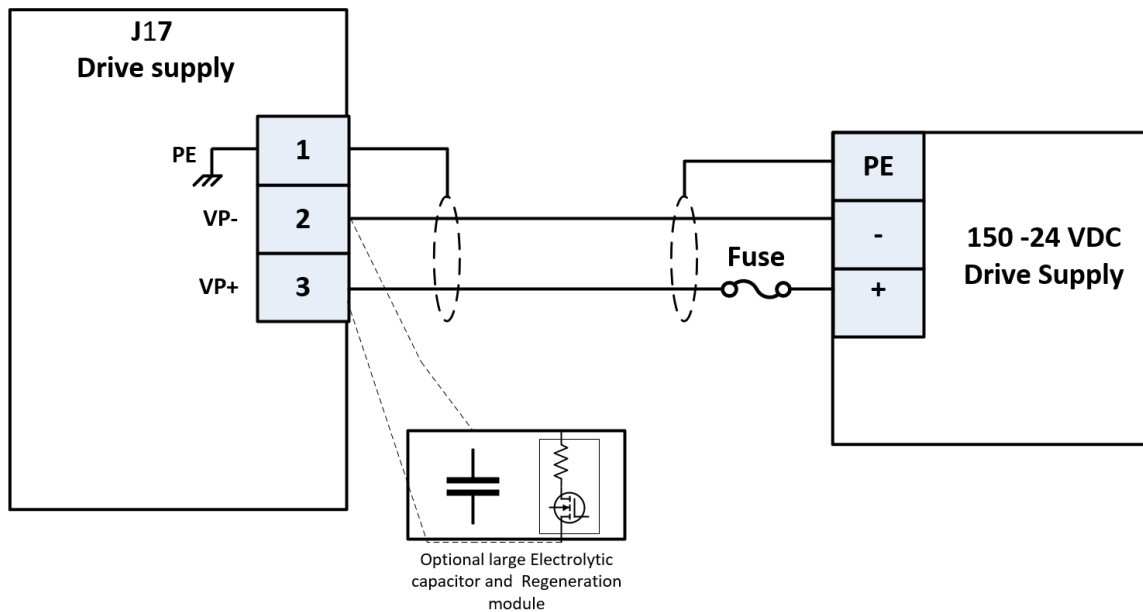 J17
Drive supply
PE
1
VP-
2
VP+
3
Fuse
PE
-
+
150 -24 VDC
Drive Supply
Optional large Electrolytic
capacitor and Regeneration
module